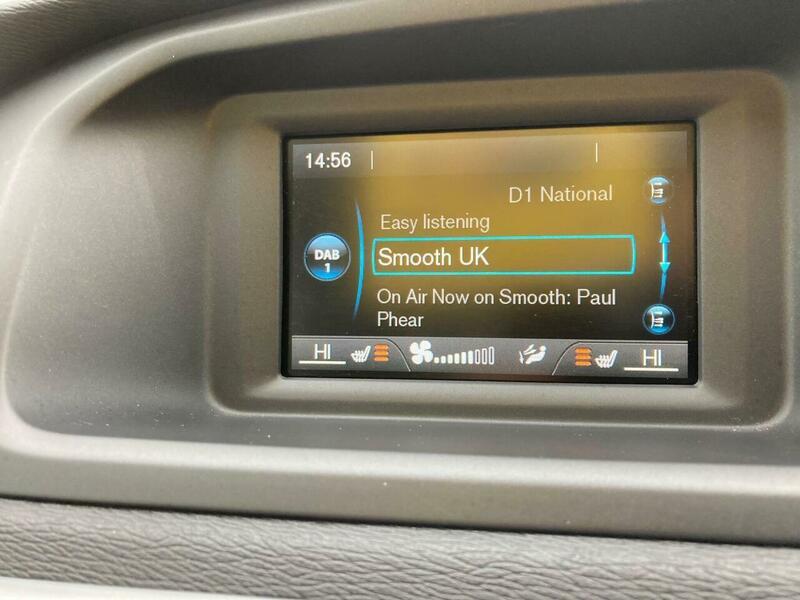 14:56
D1 National
Easy listening
DAB
1
Smooth UK
On Air Now on Smooth: Paul
Phear
HI
HI